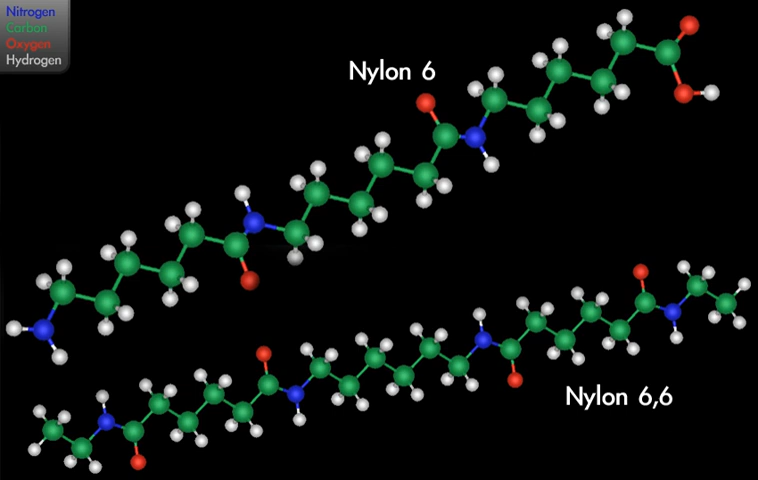 Nitrogen
Carbon
Oxygen
Hydrogen
Nylon 6
Nylon 6,6